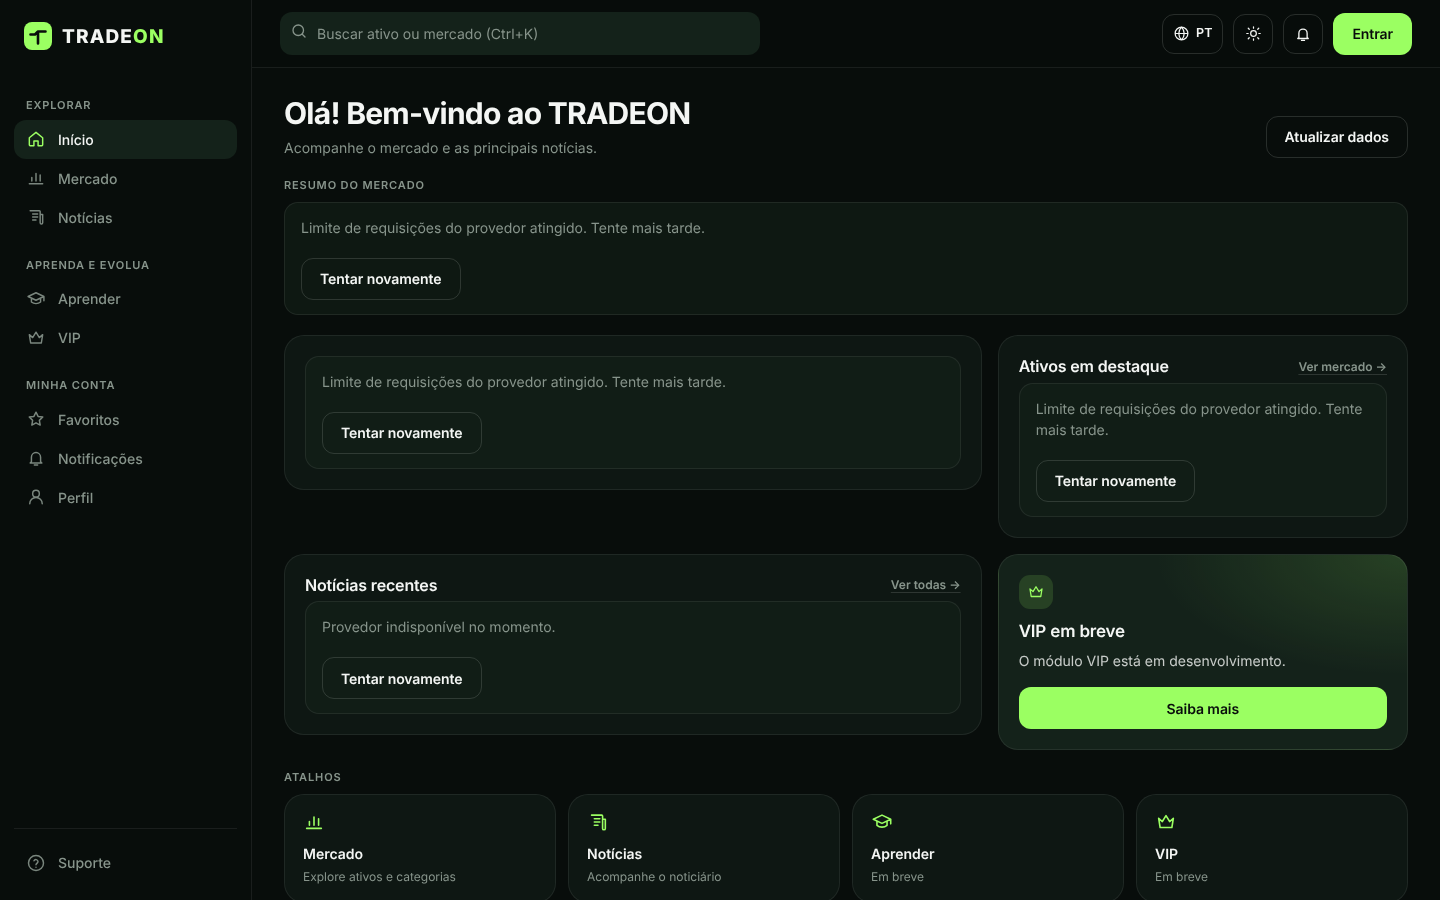 TRADEON
Buscar ativo ou mercado (Ctrl+K)
PT
Entrar
EXPLORAR
Início
Mercado
Notícias
APRENDA E EVOLUA
Aprender
VIP
MINHA CONTA
Favoritos
Notificações
Perfil
Suporte
Olá! Bem-vindo ao TRADEON
Acompanhe o mercado e as principais notícias.
Atualizar dados
RESUMO DO MERCADO
Limite de requisições do provedor atingido. Tente mais tarde.
Tentar novamente
Limite de requisições do provedor atingido. Tente mais tarde.
Tentar novamente
Ativos em destaque
Ver mercado →
Limite de requisições do provedor atingido. Tente
mais tarde.
Tentar novamente
Notícias recentes
Ver todas →
Provedor indisponível no momento.
Tentar novamente
VIP em breve
O módulo VIP está em desenvolvimento.
Saiba mais
ATALHOS
Mercado
Explore ativos e categorias
Notícias
Acompanhe o noticiário
Aprender
Em breve
VIP
Em breve